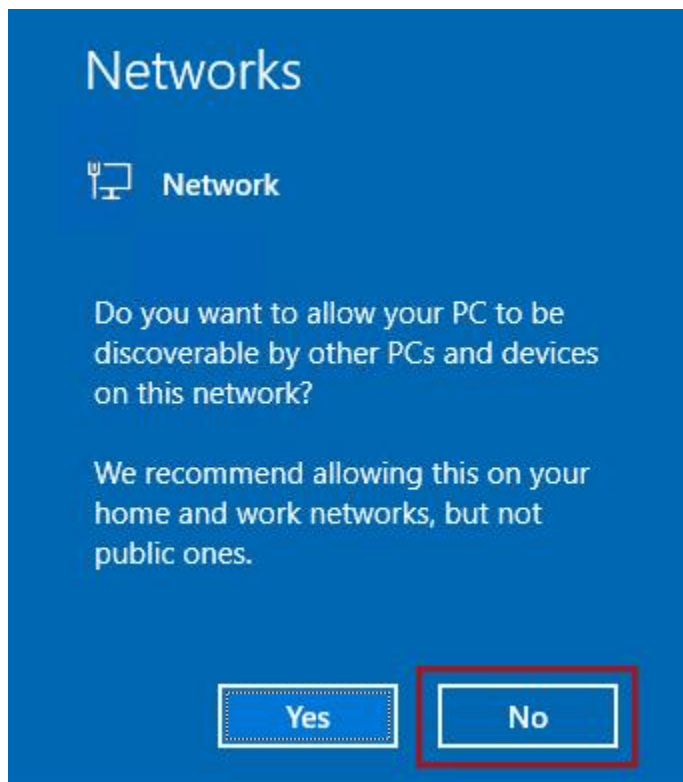 Networks
Network
Do you want to allow your PC to be
discoverable by other PCs and devices
on this network?
We recommend allowing this on your
home and work networks, but not
public ones.
Yes No